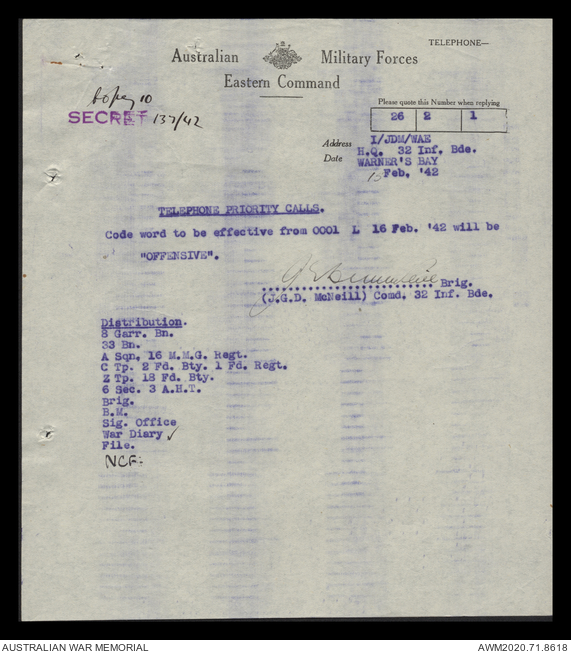 TELEPHONE—
Australian Military Forces
Eastern Command
Copy 10
SECRET 137/42
Please quote this Number when replying
26 2 1
Address I/JDM/WAE
H.Q. 32 Inf. Bde.
Date WARNER'S BAY
Feb, '42
TELEPHONE PRIORITY CALLS.
Code word to be effective from 0001 L 16 Feb. '42 will be
"OFFENSIVE".
Brig.
(J.G.D. McNeill) Comd. 32 Inf. Bde.
Distribution.
8 Garr. Bn.
33 Bn.
A Sqn, 16 M.M.G. Regt.
C Tp. 2 Fd. Bty. 1 Fd. Regt.
Z Tp. 18 Fd. Bty.
6 Sec. 3 A.H.T.
Brig.
B.M.
Sig. Office
War Diary ✓
File.
NCF.
AUSTRALIAN WAR MEMORIAL AWM2020.71.8618